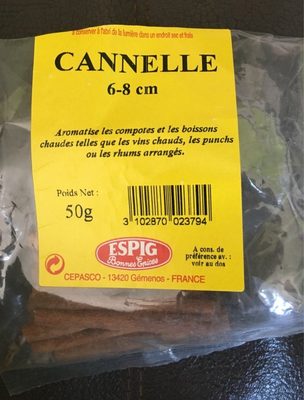 à conserver à l'abri de la lumière dans un endroit sec et frais
CANNELLE
6-8 cm
Aromatise les compotes et les boissons
chaudes telles que les vins chauds, les punchs
ou les rhums arrangés.
Poids Net :
50g
3 102870 023794
ESPIG
Bonnes Épices
A cons. de
préférence av. :
voir au dos
CEPASCO - 13420 Gémenos - FRANCE